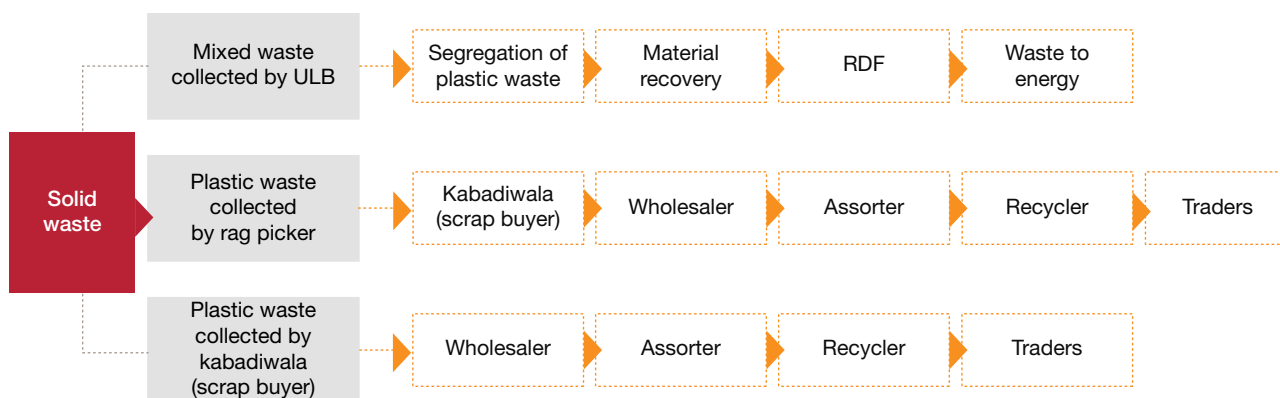 Solid
waste
Mixed waste
collected by ULB
Segregation of
plastic waste
Material
recovery
RDF
Waste to
energy
Plastic waste
collected
by rag picker
Kabadiwala
(scrap buyer)
Wholesaler
Assorter
Recycler
Traders
Plastic waste
collected by
kabadiwala
(scrap buyer)
Wholesaler
Assorter
Recycler
Traders